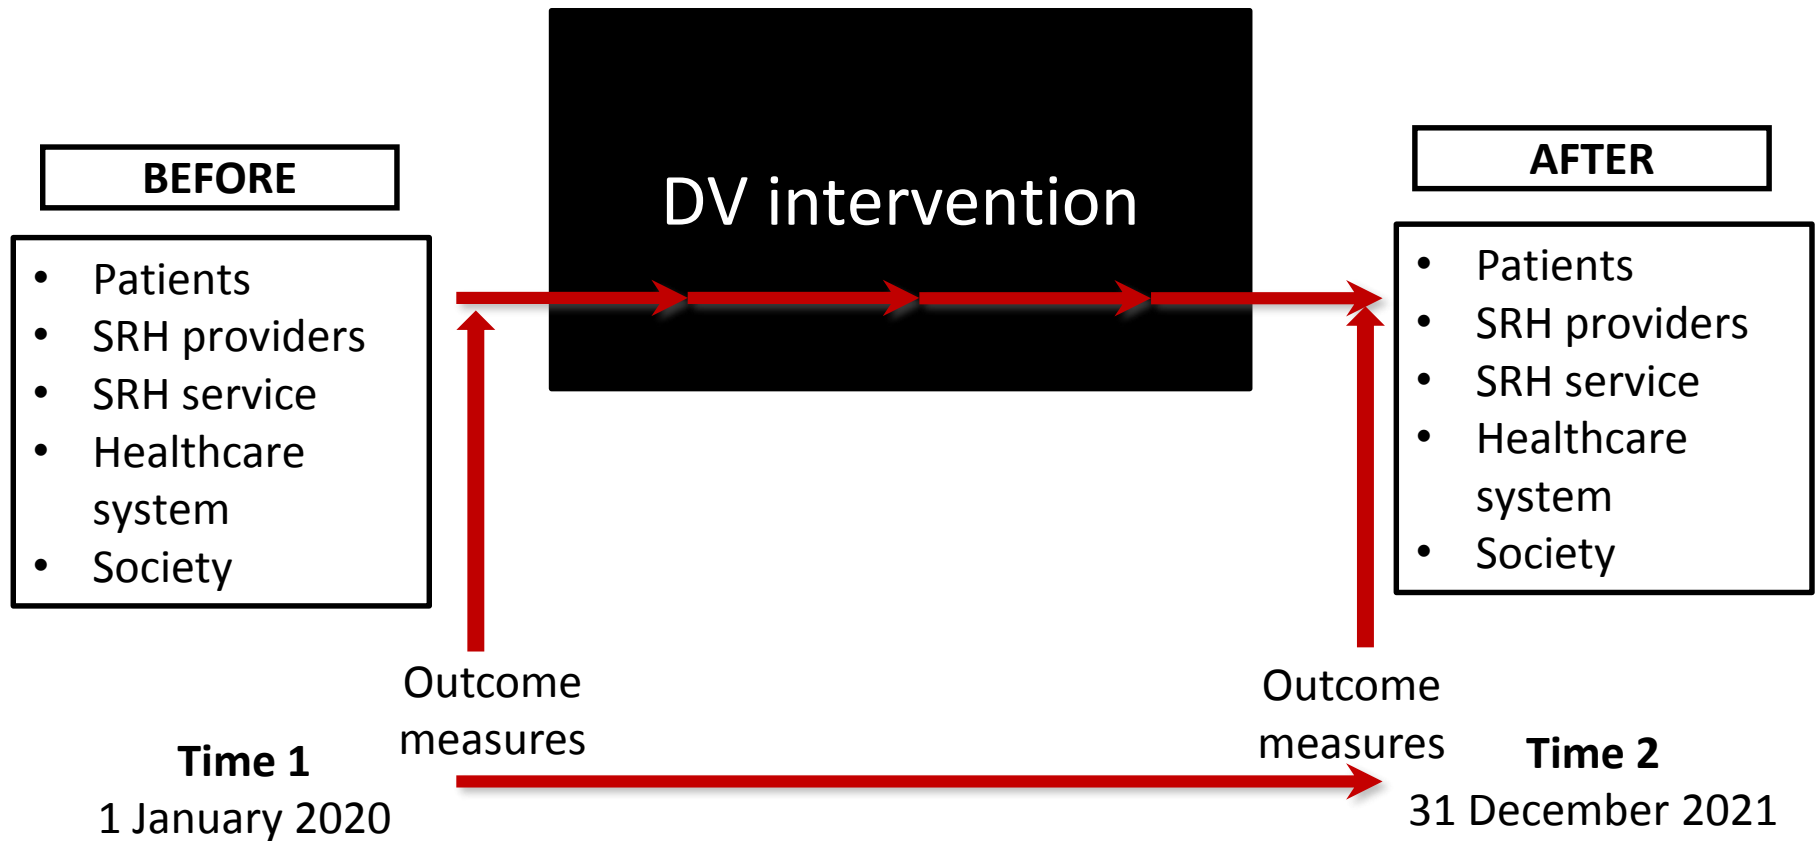 DV intervention
BEFORE
• Patients
• SRH providers
• SRH service
• Healthcare
system
• Society
AFTER
• Patients
• SRH providers
• SRH service
• Healthcare
system
• Society
Outcome
measures
Outcome
measures
Time 1
1 January 2020
Time 2
31 December 2021